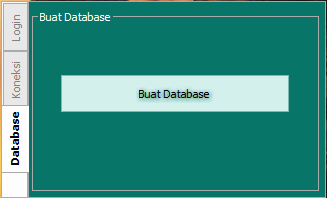 Login
Koneksi
Database
Buat Database
Buat Database